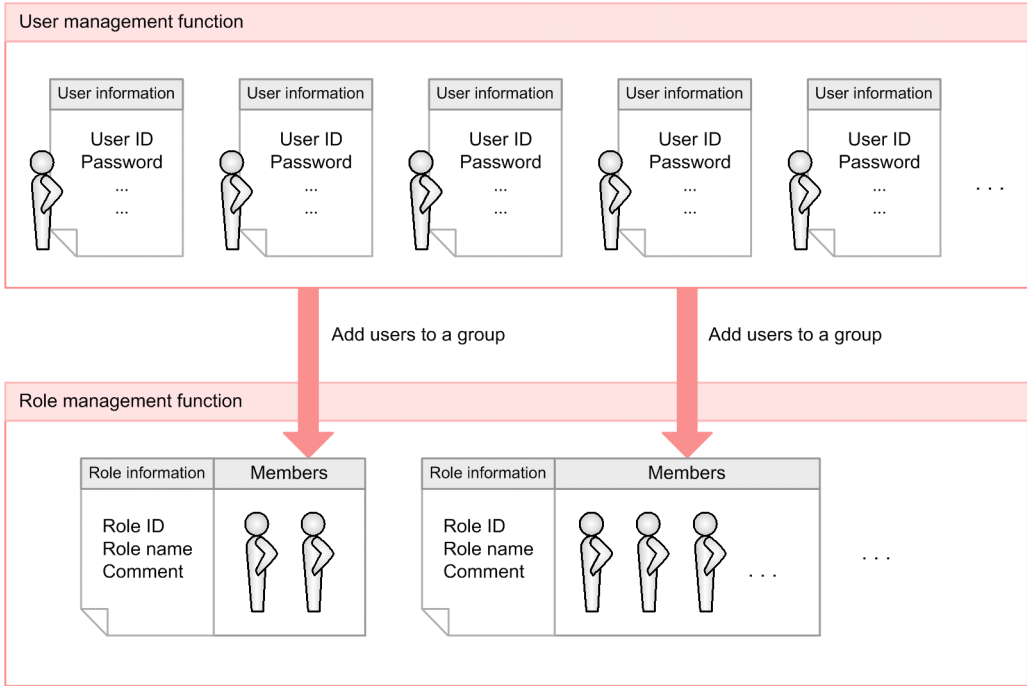 User management function
User information
User ID
Password
...
...
User information
User ID
Password
...
...
User information
User ID
Password
...
...
User information
User ID
Password
...
...
User information
User ID
Password
...
...
. . .
Add users to a group
Add users to a group
Role management function
Role information
Members
Role ID
Role name
Comment
Role information
Members
Role ID
Role name
Comment
. . .
. . .